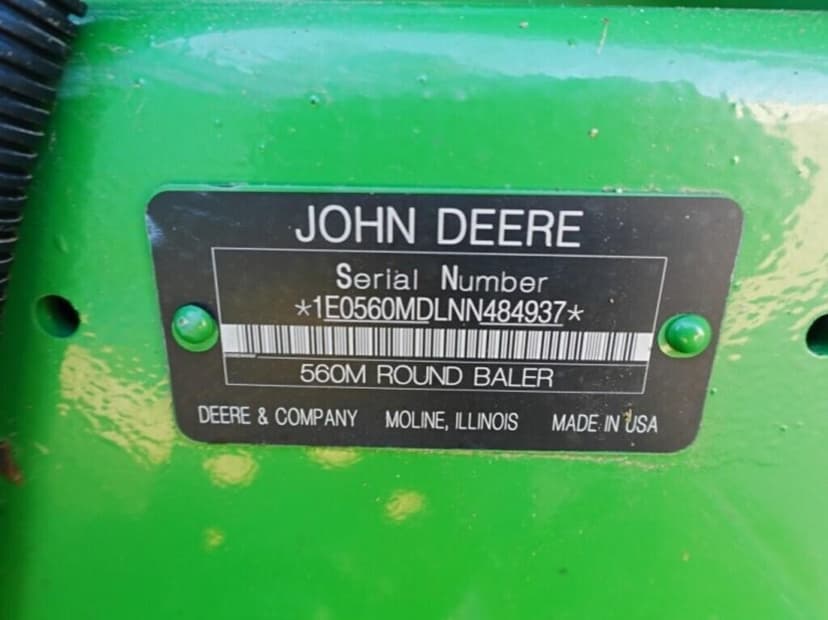 JOHN DEERE
Serial Number
*1E0560MDLNN484937*
560M ROUND BALER
DEERE & COMPANY MOLINE, ILLINOIS MADE IN USA